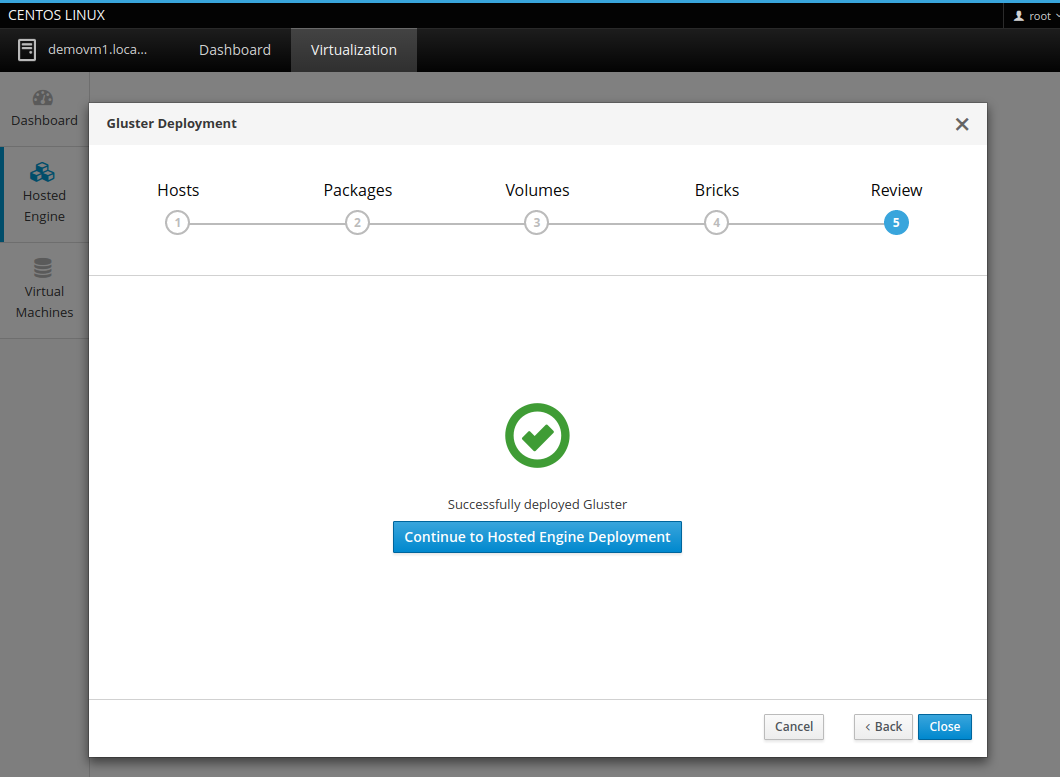 CENTOS LINUX
root
demovm1.loca...
Dashboard
Virtualization
Dashboard
Hosted
Engine
Virtual
Machines
Gluster Deployment
Hosts
Packages
Volumes
Bricks
Review
1
2
3
4
5
Successfully deployed Gluster
Continue to Hosted Engine Deployment
Cancel
‹ Back
Close